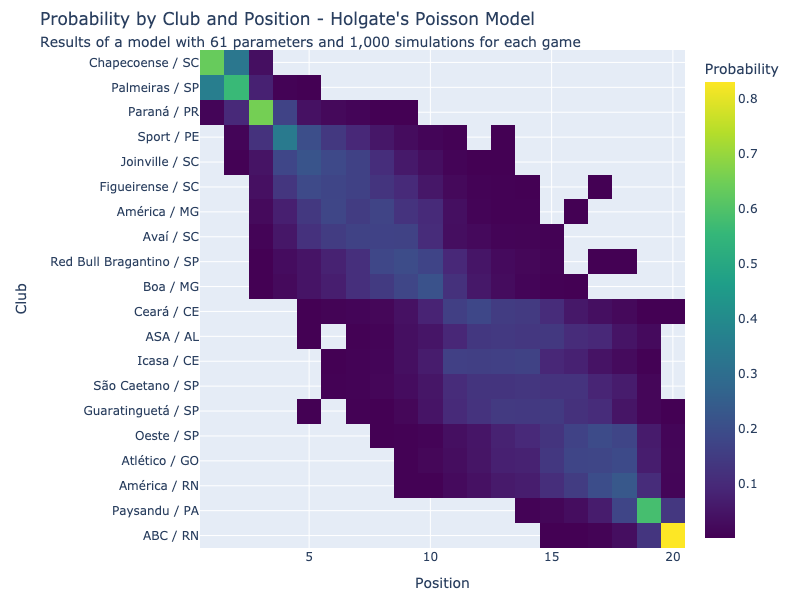 Probability by Club and Position - Holgate's Poisson Model
Results of a model with 61 parameters and 1,000 simulations for each game
Probability
Chapecoense / SC
Palmeiras / SP
Paraná / PR
Sport / PE
Joinville / SC
Figueirense / SC
América / MG
Avaí / SC
Red Bull Bragantino / SP
Boa / MG
Ceará / CE
ASA / AL
Icasa / CE
São Caetano / SP
Guaratinguetá / SP
Oeste / SP
Atlético / GO
América / RN
Paysandu / PA
ABC / RN
Club
5
10
15
20
Position
0.8
0.7
0.6
0.5
0.4
0.3
0.2
0.1